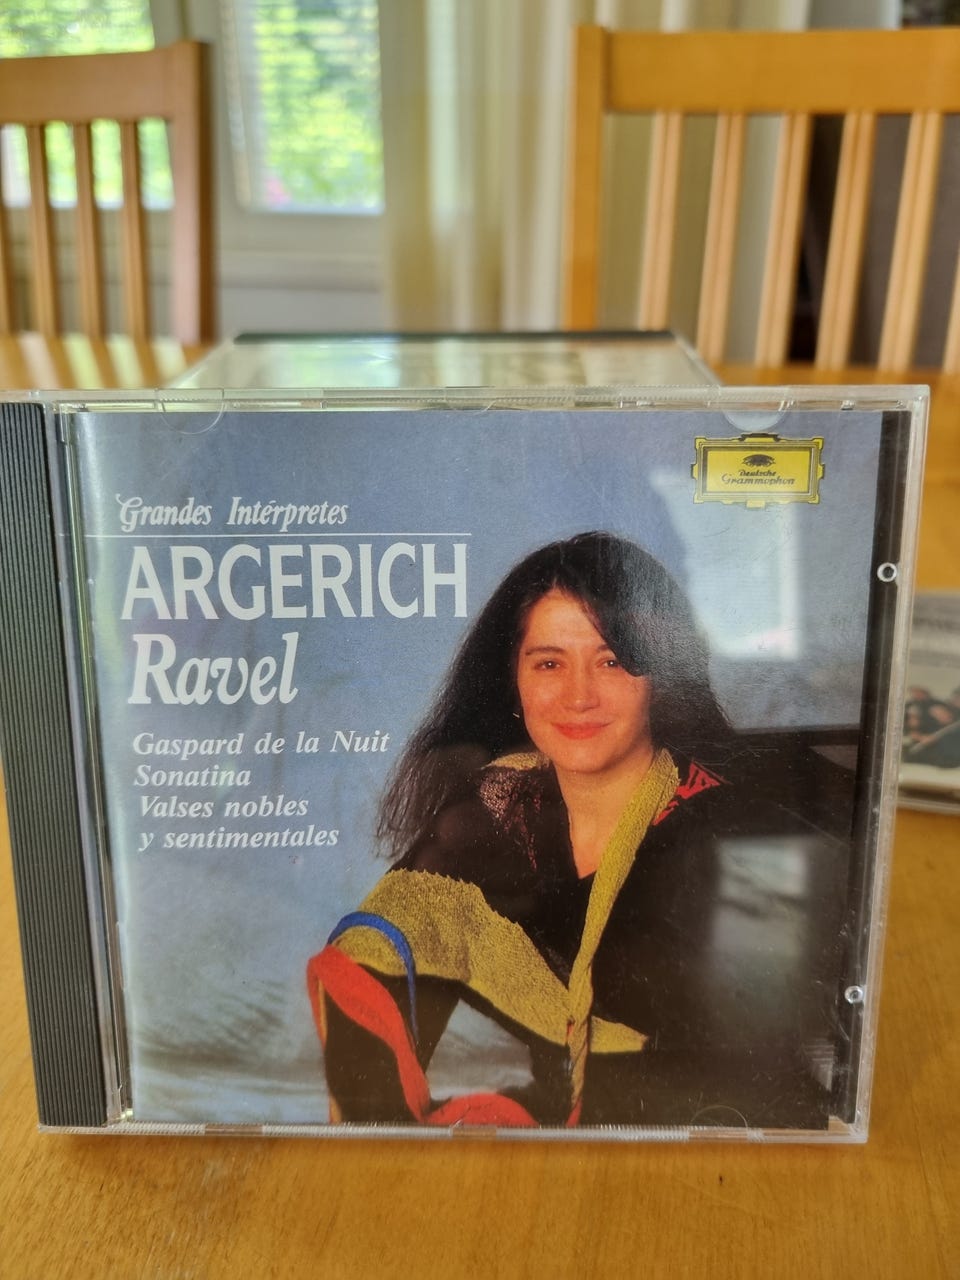 Deutsche
Grammophon
Grandes Intérpretes
ARGERICH
Ravel
Gaspard de la Nuit
Sonatina
Valses nobles
y sentimentales